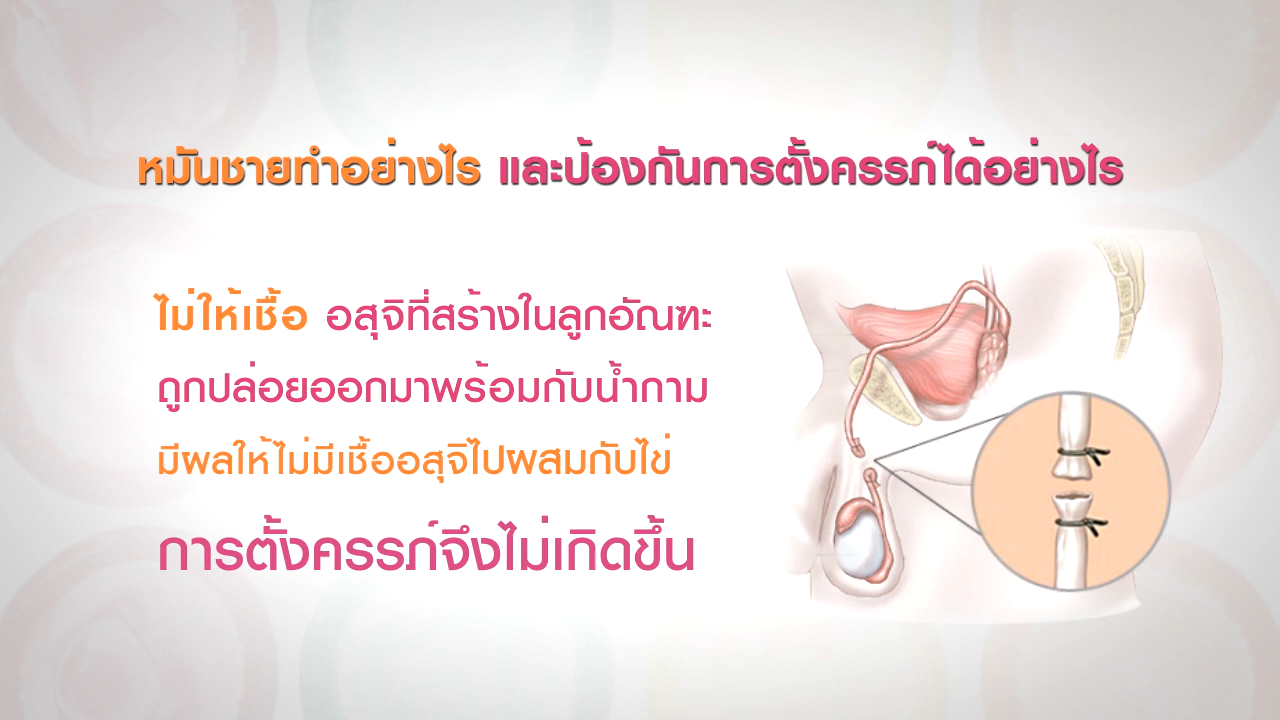 หมันชายทำอย่างไร และป้องกันการตั้งครรภ์ได้อย่างไร
ไม่ให้เชื้อ อสุจิที่สร้างในลูกอัณฑะ
ถูกปล่อยออกมาพร้อมกับน้ำกาม
มีผลให้ไม่มีเชื้ออสุจิไปผสมกับไข่
การตั้งครรภ์จึงไม่เกิดขึ้น